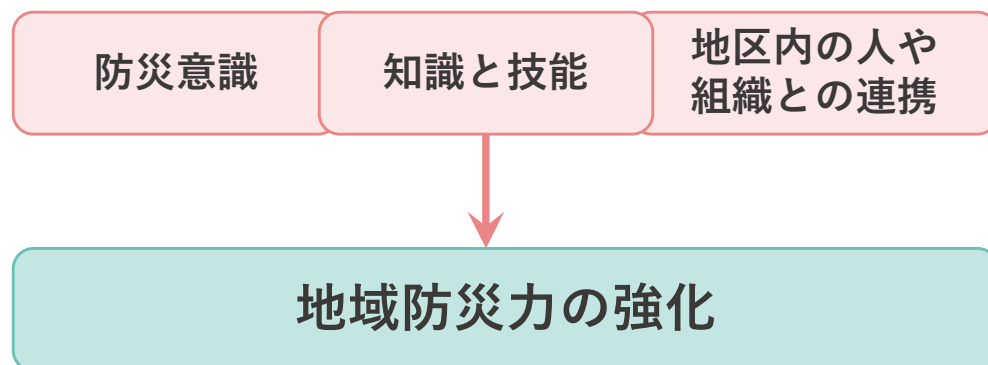 防災意識
知識と技能
地区内の人や
組織との連携
地域防災力の強化